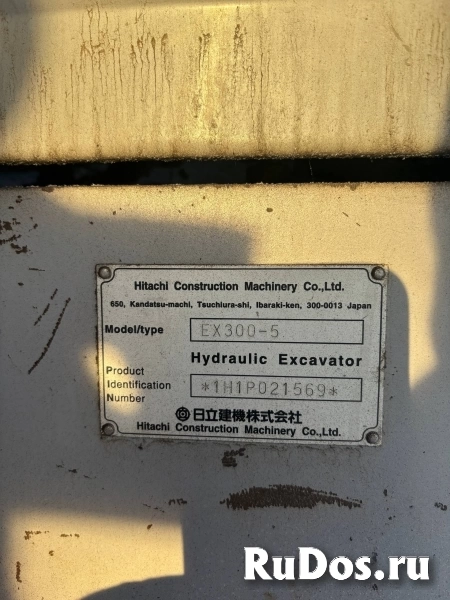 Hitachi Construction Machinery Co.,Ltd.
650, Kandatsu-machi, Tsuchiura-shi, Ibaraki-ken, 300-0013 Japan
Model/type EX300-5
Hydraulic Excavator
Product
Identification
Number
*1H1P021569*
日立建機株式会社
Hitachi Construction Machinery Co.,Ltd.
RuDos.ru